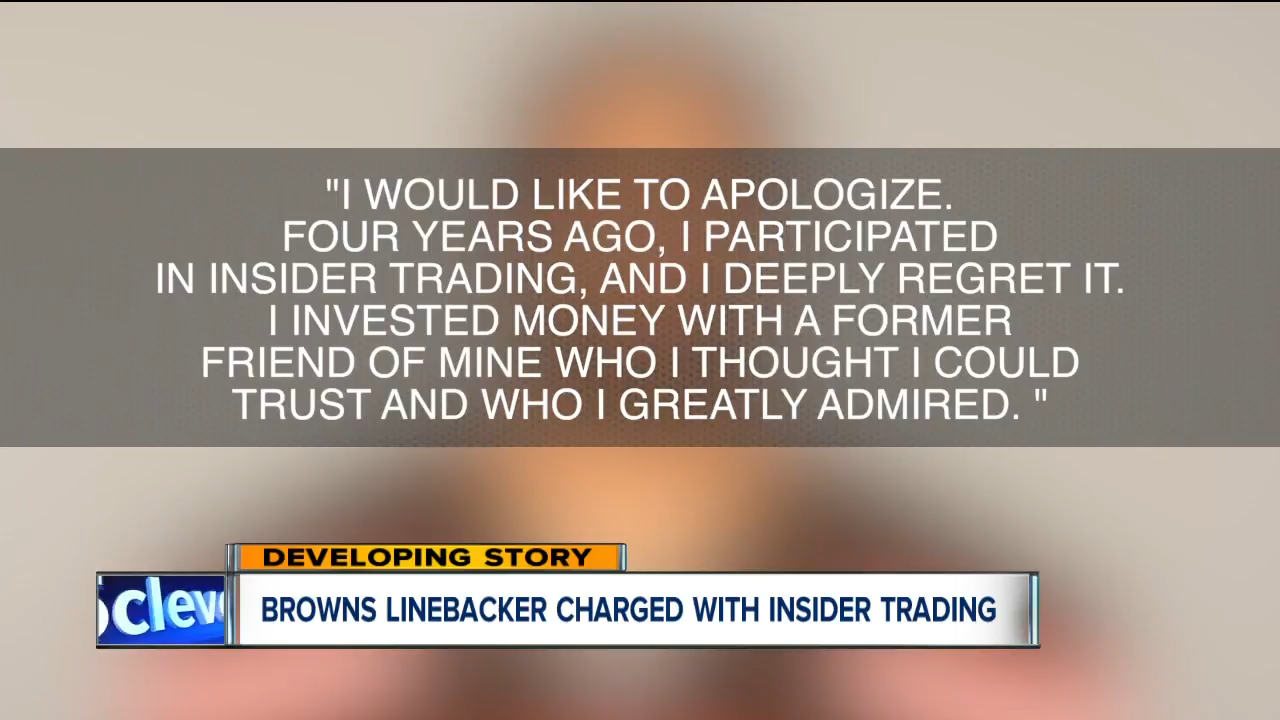 "I WOULD LIKE TO APOLOGIZE.
FOUR YEARS AGO, I PARTICIPATED
IN INSIDER TRADING, AND I DEEPLY REGRET IT.
I INVESTED MONEY WITH A FORMER
FRIEND OF MINE WHO I THOUGHT I COULD
TRUST AND WHO I GREATLY ADMIRED. "
DEVELOPING STORY
BROWNS LINEBACKER CHARGED WITH INSIDER TRADING